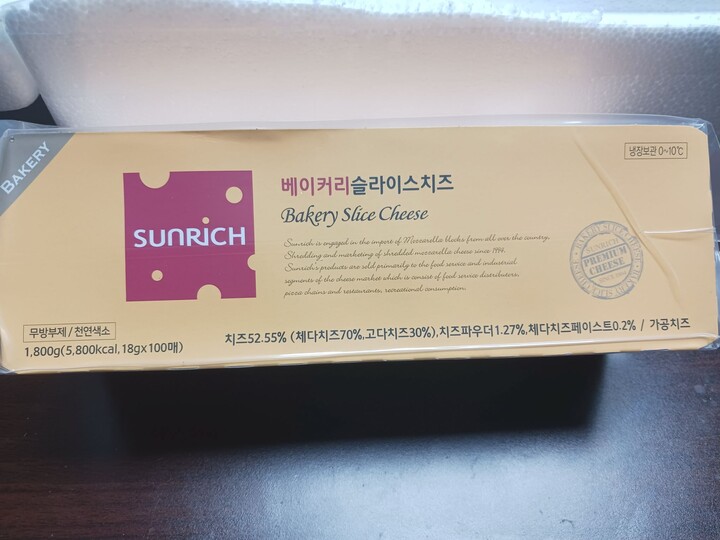 BAKERY
냉장보관 0~10℃
베이커리슬라이스치즈
Bakery Slice Cheese
SUNRiCH
Sunrich is engaged in the import of Mozzarella blocks from all over the country.
Shredding and marketing of shredded mozzarella cheese since 1994.
Sunrich's products are sold primarily to the food service and industrial
segments of the cheese market which is consist of food service distributors,
pizza chains and restaurants, recreational consumption.
SUNRICH
PREMIUM
CHEESE
무방부제 / 천연색소
1,800g(5,800kcal, 18g×100매)
치즈52.55% (체다치즈70%,고다치즈30%),치즈파우더1.27%,체다치즈페이스트0.2% / 가공치즈